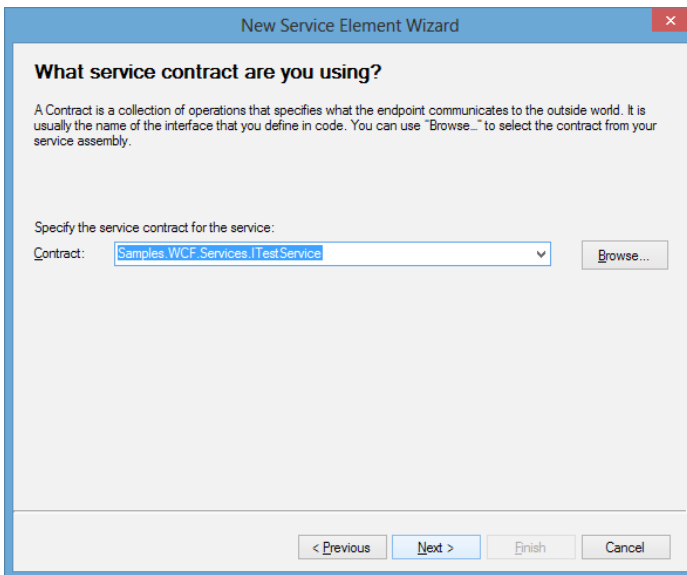 New Service Element Wizard
What service contract are you using?
A Contract is a collection of operations that specifies what the endpoint communicates to the outside world. It is
usually the name of the interface that you define in code. You can use "Browse..." to select the contract from your
service assembly.
Specify the service contract for the service:
Contract: Samples.WCF.Services.ITestService Browse...
< Previous Next > Finish Cancel